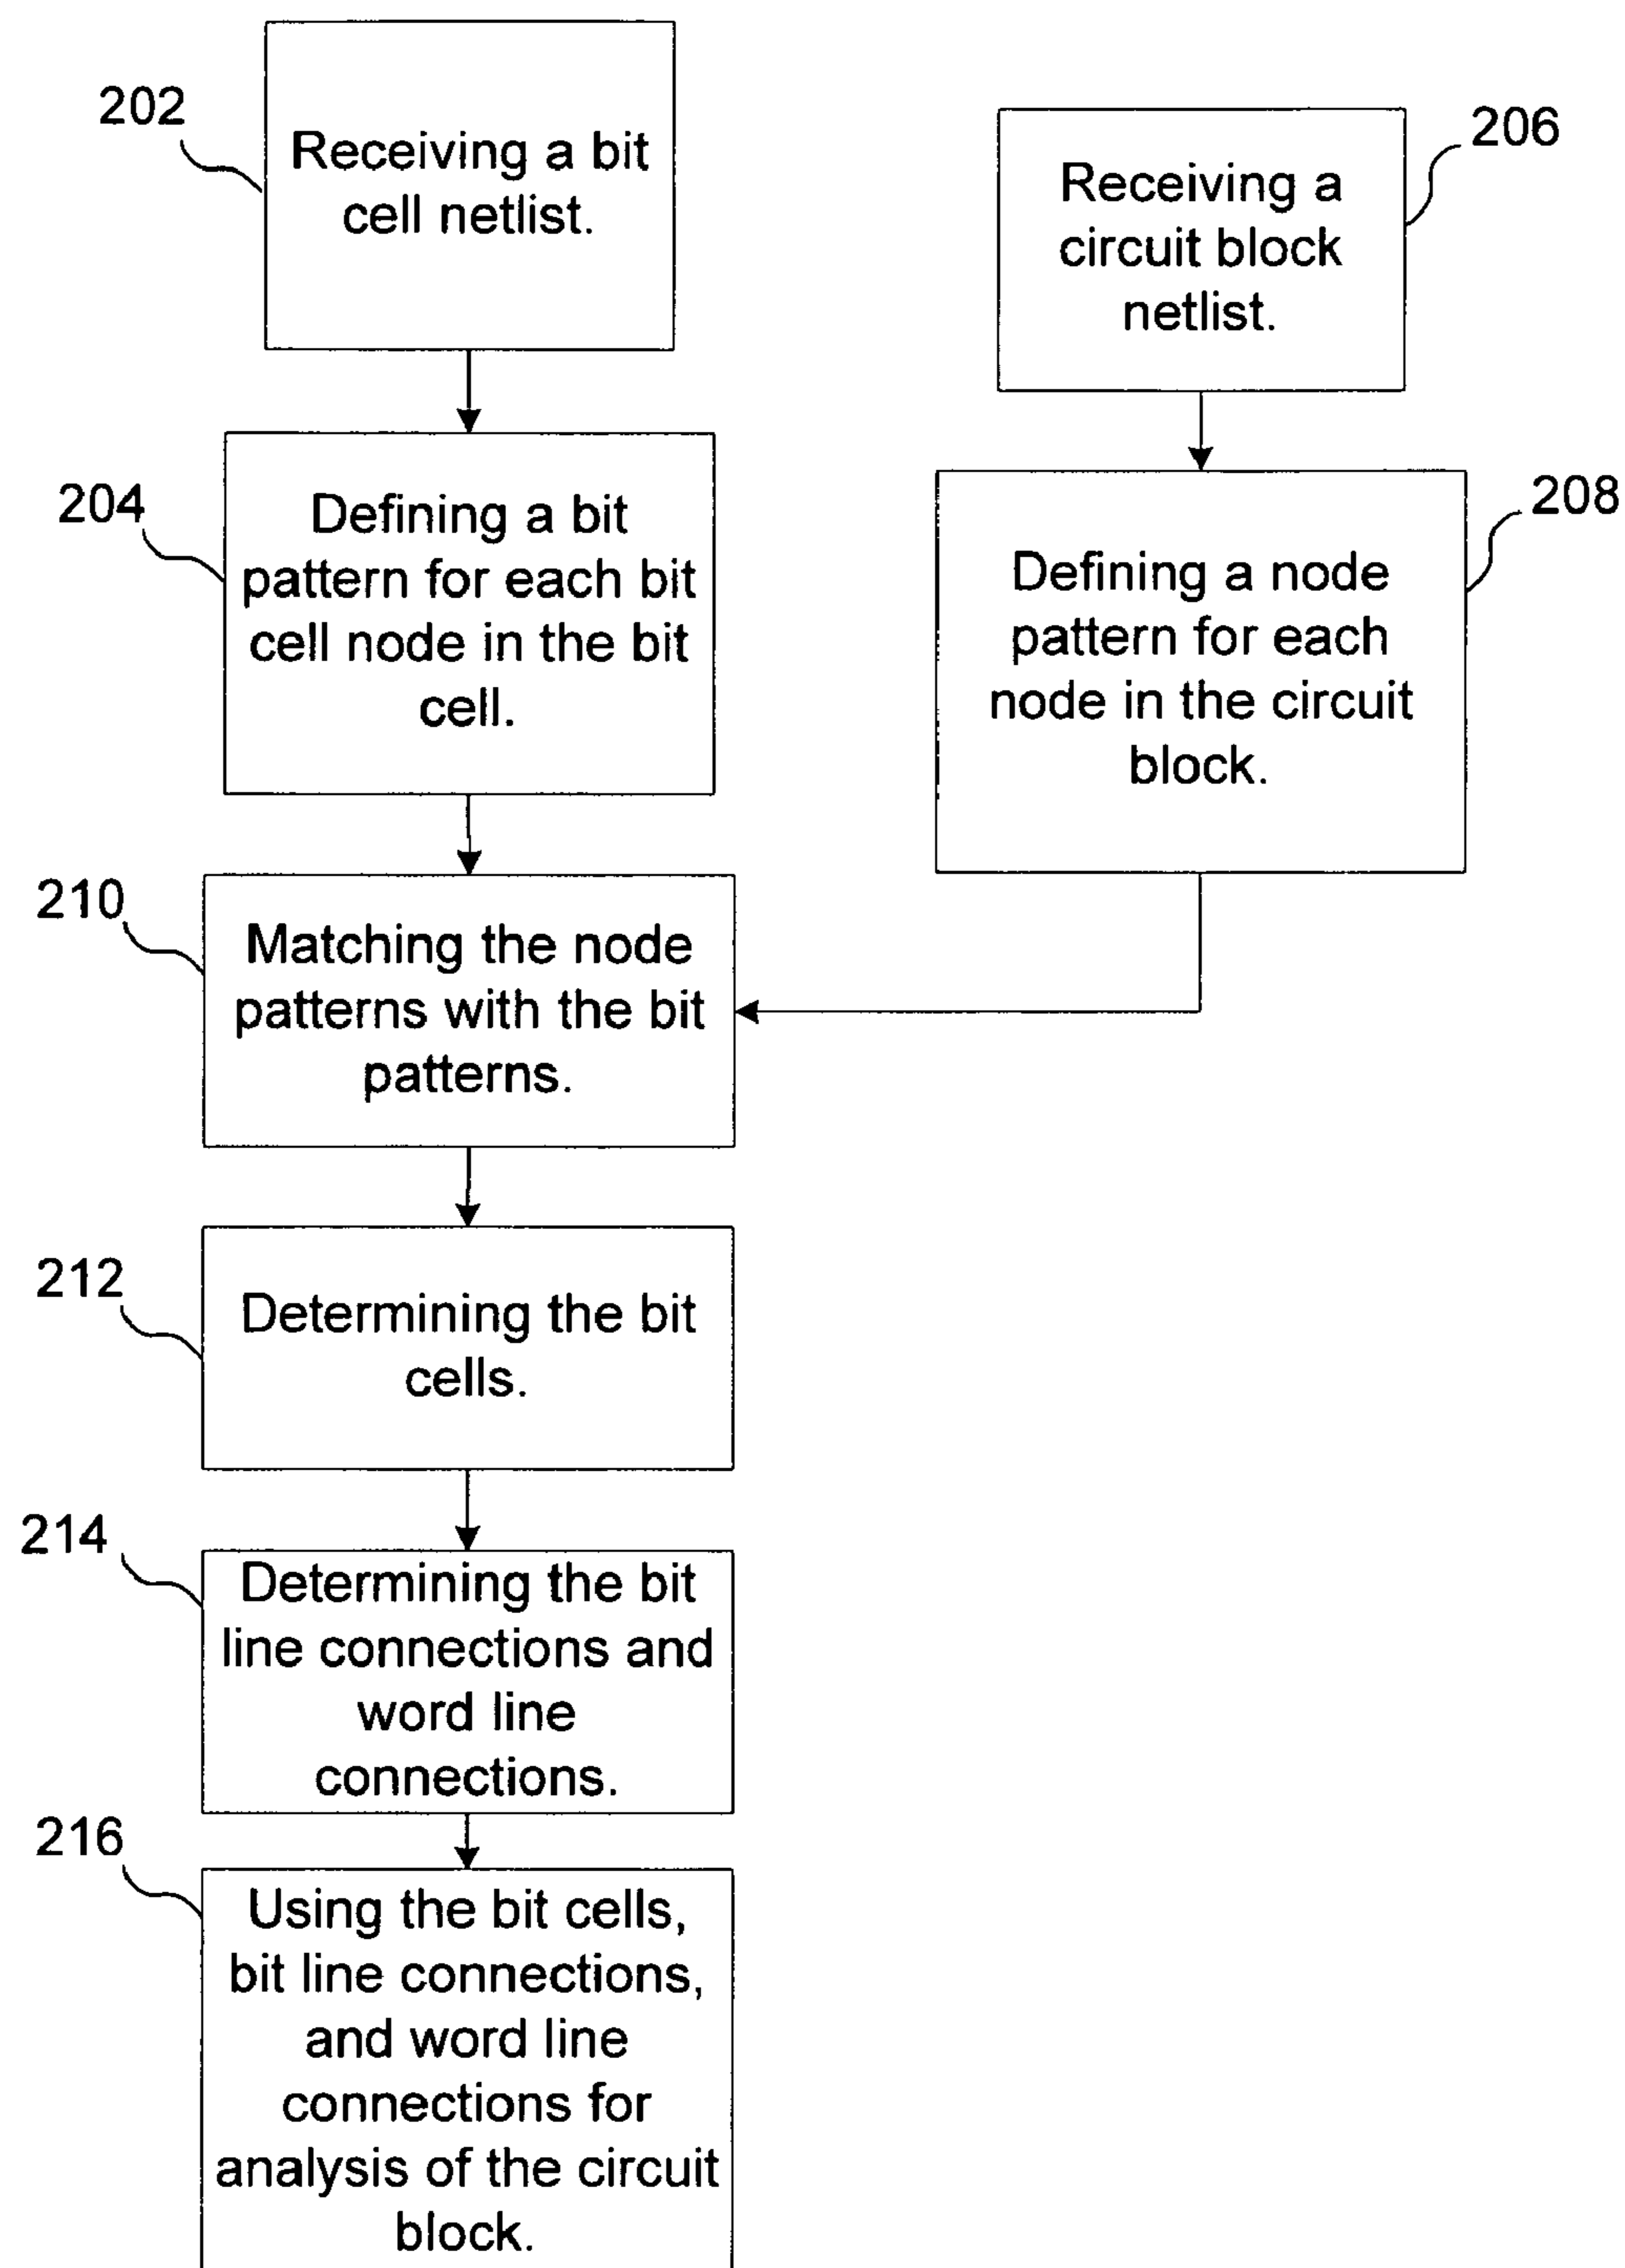 202
Receiving a bit
cell netlist.
206
Receiving a
circuit block
netlist.
204
Defining a bit
pattern for each bit
cell node in the bit
cell.
208
Defining a node
pattern for each
node in the circuit
block.
210
Matching the node
patterns with the bit
patterns.
212
Determining the bit
cells.
214
Determining the bit
line connections and
word line
connections.
216
Using the bit cells,
bit line connections,
and word line
connections for
analysis of the circuit
block.